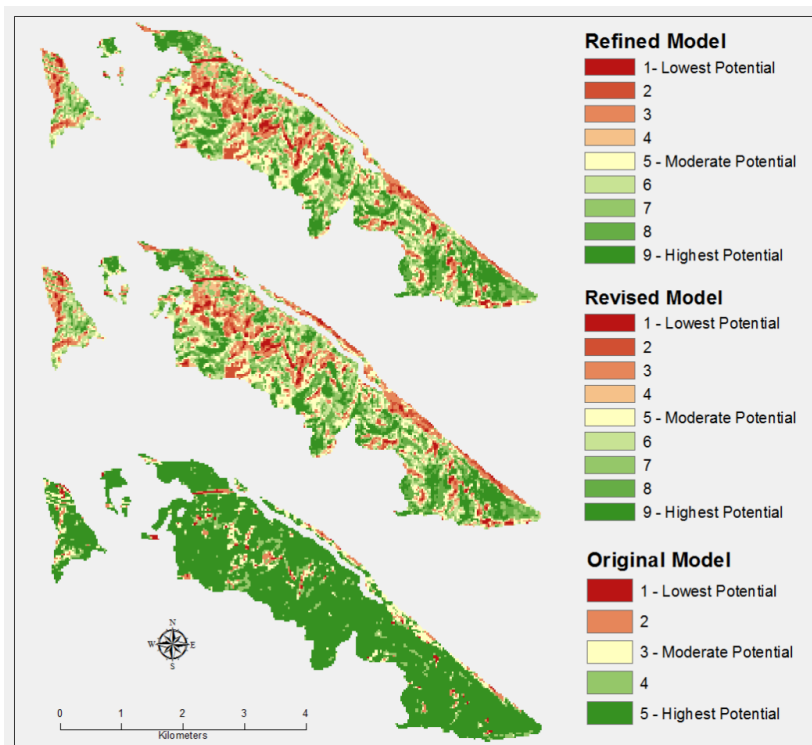 Refined Model
1- Lowest Potential
2
3
4
5 - Moderate Potential
6
7
8
9 - Highest Potential
Revised Model
1 - Lowest Potential
2
3
4
5 - Moderate Potential
6
7
8
9 - Highest Potential
Original Model
1 - Lowest Potential
2
3 - Moderate Potential
4
5 - Highest Potential
N
W E
S
0 1 2 3 4
Kilometers